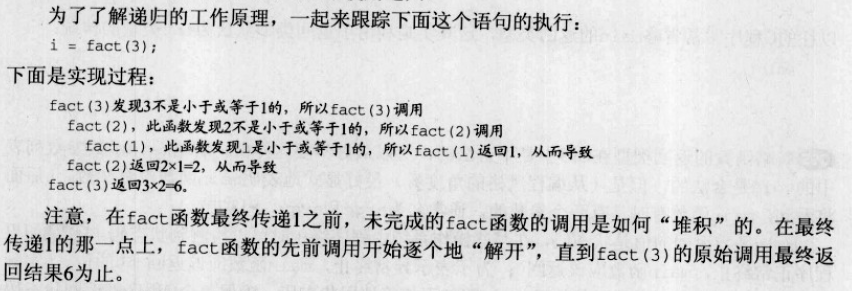 为了了解递归的工作原理，一起来跟踪下面这个语句的执行：
i = fact(3);
下面是实现过程：
fact(3)发现3不是小于或等于1的，所以fact(3)调用
fact(2)，此函数发现2不是小于或等于1的，所以fact(2)调用
fact(1)，此函数发现1是小于或等于1的，所以fact(1)返回1，从而导致
fact(2)返回2×1=2，从而导致
fact(3)返回3×2=6。
注意，在fact函数最终传递1之前，未完成的fact函数的调用是如何“堆积”的。在最终
传递1的那一点上，fact函数的先前调用开始逐个地“解开”，直到fact(3)的原始调用最终返
回结果6为止。